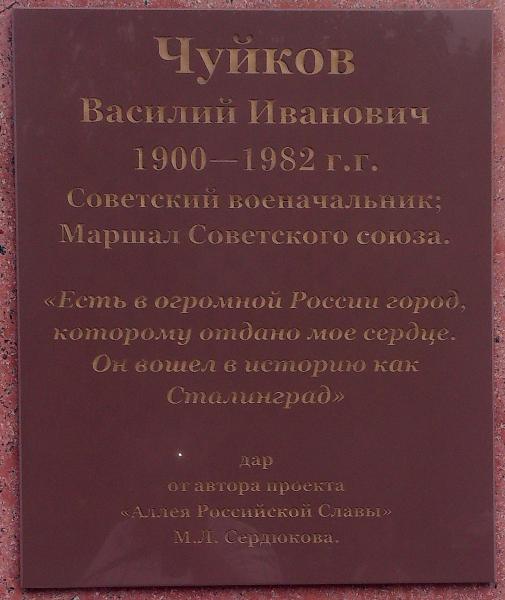 Чуйков
Василий Иванович
1900—1982 г.г.
Советский военачальник;
Маршал Советского союза.
«Есть в огромной России город,
которому отдано мое сердце.
Он вошел в историю как
Сталинград»
дар
от автора проекта
«Аллея Российской Славы»
М.Л. Сердюкова.